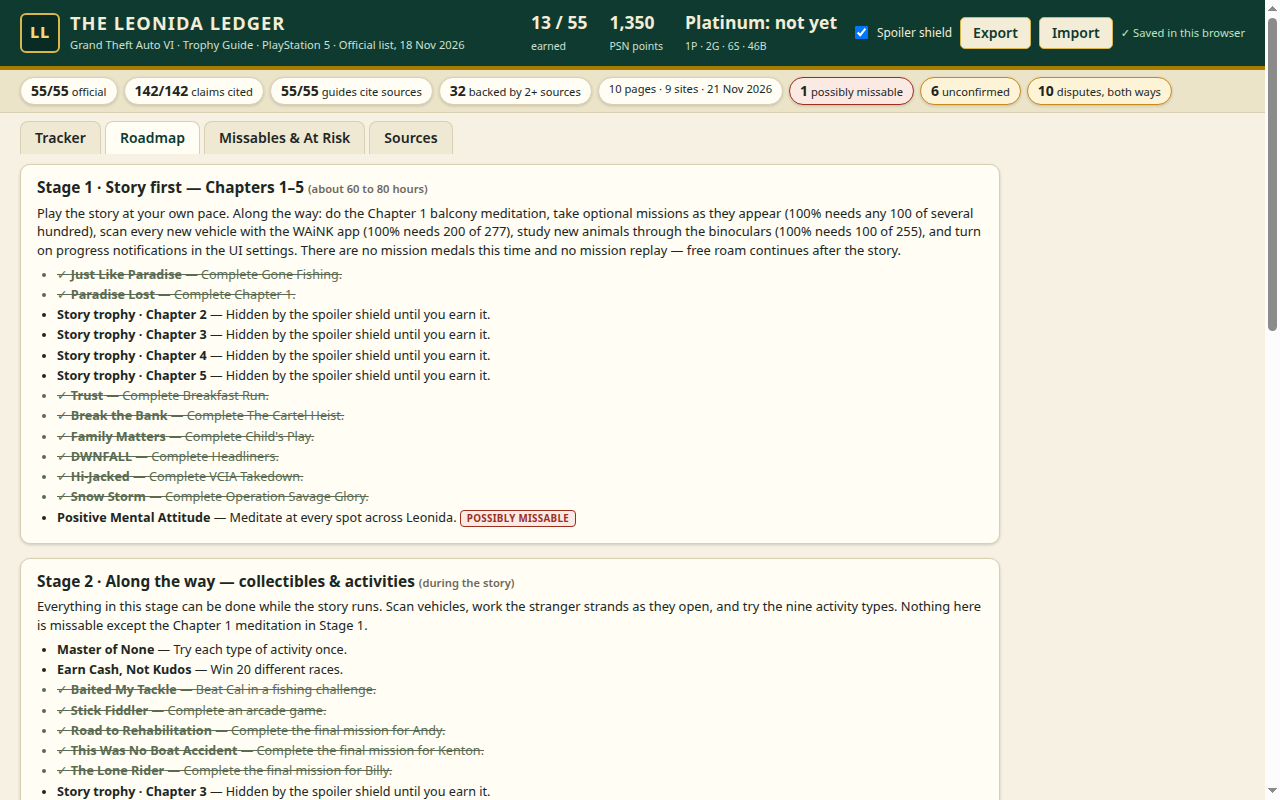 LL
THE LEONIDA LEDGER
Grand Theft Auto VI · Trophy Guide · PlayStation 5 · Official list, 18 Nov 2026
13 / 55
earned
1,350
PSN points
Platinum: not yet
1P · 2G · 6S · 46B
Spoiler shield
Export
Import
✓ Saved in this browser
55/55 official
142/142 claims cited
55/55 guides cite sources
32 backed by 2+ sources
10 pages · 9 sites · 21 Nov 2026
1 possibly missable
6 unconfirmed
10 disputes, both ways
Tracker
Roadmap
Missables & At Risk
Sources
Stage 1 · Story first — Chapters 1–5 (about 60 to 80 hours)
Play the story at your own pace. Along the way: do the Chapter 1 balcony meditation, take optional missions as they appear (100% needs any 100 of several
hundred), scan every new vehicle with the WAiNK app (100% needs 200 of 277), study new animals through the binoculars (100% needs 100 of 255), and turn
on progress notifications in the UI settings. There are no mission medals this time and no mission replay — free roam continues after the story.
• ✓ Just Like Paradise — Complete Gone Fishing.
• ✓ Paradise Lost — Complete Chapter 1.
• Story trophy · Chapter 2 — Hidden by the spoiler shield until you earn it.
• Story trophy · Chapter 3 — Hidden by the spoiler shield until you earn it.
• Story trophy · Chapter 4 — Hidden by the spoiler shield until you earn it.
• Story trophy · Chapter 5 — Hidden by the spoiler shield until you earn it.
• ✓ Trust — Complete Breakfast Run.
• ✓ Break the Bank — Complete The Cartel Heist.
• ✓ Family Matters — Complete Child's Play.
• ✓ DWNFALL — Complete Headliners.
• ✓ Hi-Jacked — Complete VCIA Takedown.
• ✓ Snow Storm — Complete Operation Savage Glory.
• Positive Mental Attitude — Meditate at every spot across Leonida. POSSIBLY MISSABLE
Stage 2 · Along the way — collectibles & activities (during the story)
Everything in this stage can be done while the story runs. Scan vehicles, work the stranger strands as they open, and try the nine activity types. Nothing here
is missable except the Chapter 1 meditation in Stage 1.
• Master of None — Try each type of activity once.
• Earn Cash, Not Kudos — Win 20 different races.
• ✓ Baited My Tackle — Beat Cal in a fishing challenge.
• ✓ Stick Fiddler — Complete an arcade game.
• ✓ Road to Rehabilitation — Complete the final mission for Andy.
• ✓ This Was No Boat Accident — Complete the final mission for Kenton.
• ✓ The Lone Rider — Complete the final mission for Billy.
• Story trophy · Chapter 3 — Hidden by the spoiler shield until you earn it.